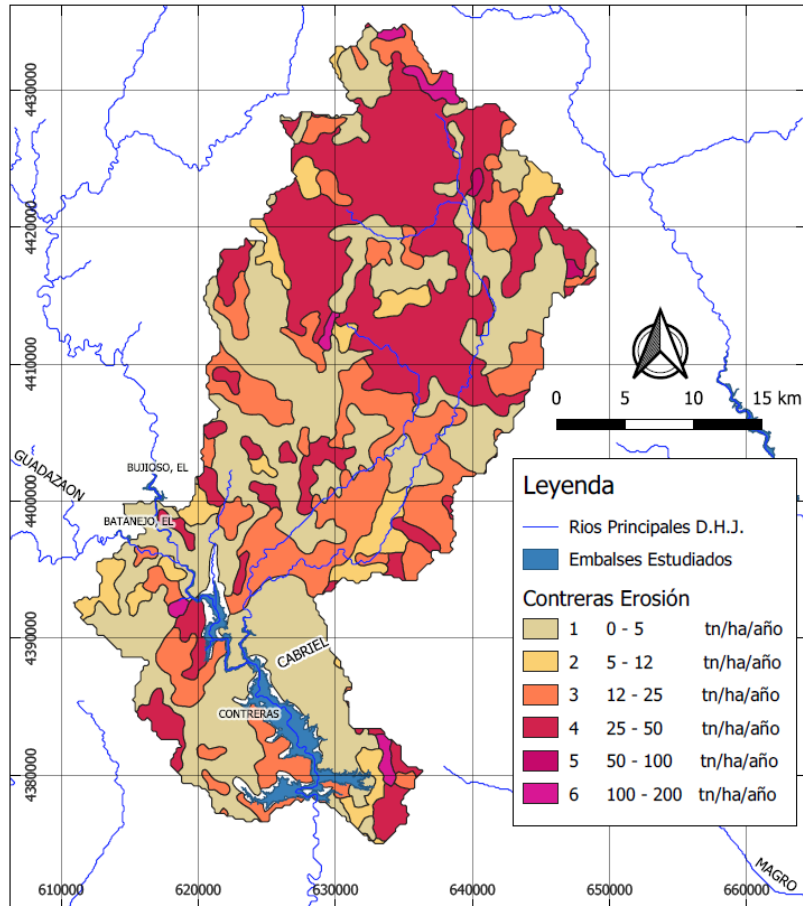 4430000
4420000
4410000
4400000
4390000
4380000
0 5 10 15 km
GUADAZAON
BUJIOSO, EL
BATANEJO, EL
CABRIEL
CONTRERAS
MAGRO
Leyenda
Rios Principales D.H.J.
Embalses Estudiados
Contreras Erosión
1 0 - 5 tn/ha/año
2 5 - 12 tn/ha/año
3 12 - 25 tn/ha/año
4 25 - 50 tn/ha/año
5 50 - 100 tn/ha/año
6 100 - 200 tn/ha/año
610000 620000 630000 640000 650000 660000